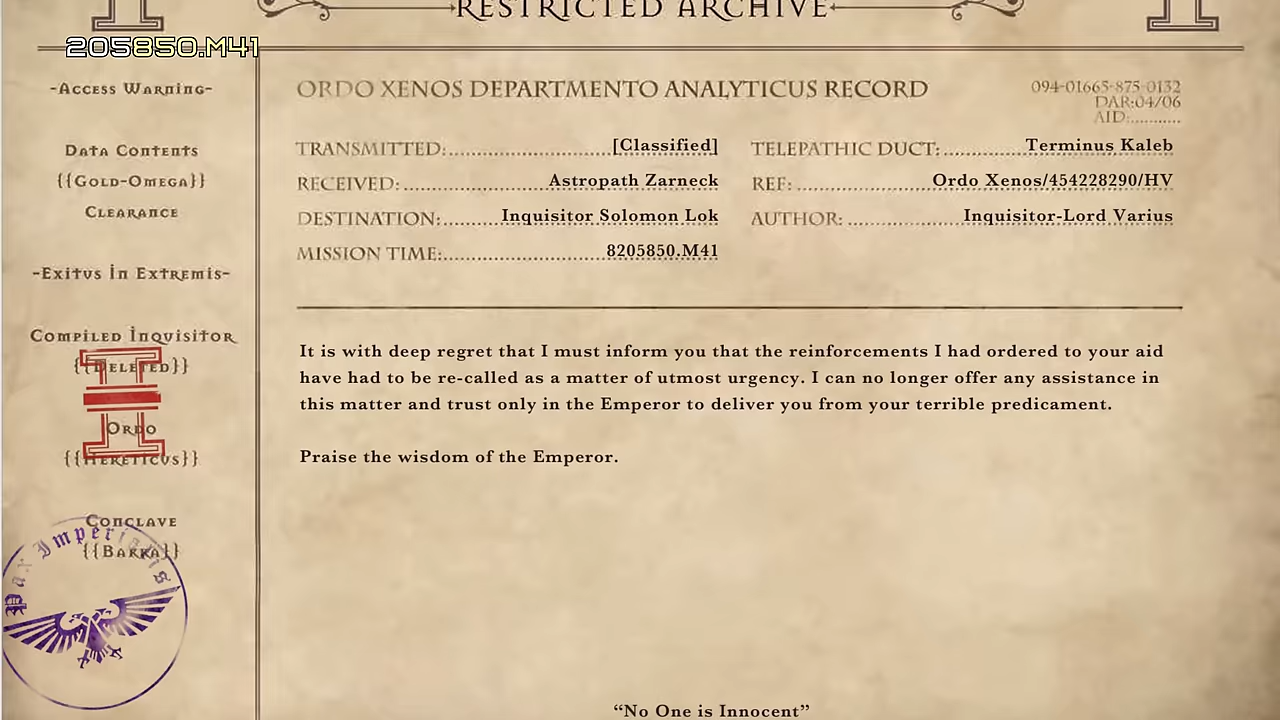 RESTRICTED ARCHIVE
205850.M41
-Access Warning-
Data Contents
{{Gold-Omega}}
Clearance
-Exitus In Extremis-
Compiled Inquisitor
{{Deleted}}
Ordo
{{Hereticus}}
Conclave
{{Barra}}
Pax Imperialis
ORDO XENOS DEPARTMENTO ANALYTICUS RECORD
094-01665-875-0132
DAR:04/06
AID:...........
TRANSMITTED:............................[Classified]
TELEPATHIC DUCT:..............Terminus Kaleb
RECEIVED:........................Astropath Zarneck
REF:.......................Ordo Xenos/454228290/HV
DESTINATION:..........Inquisitor Solomon Lok
AUTHOR:...................Inquisitor-Lord Varius
MISSION TIME:............................8205850.M41
It is with deep regret that I must inform you that the reinforcements I had ordered to your aid
have had to be re-called as a matter of utmost urgency. I can no longer offer any assistance in
this matter and trust only in the Emperor to deliver you from your terrible predicament.
Praise the wisdom of the Emperor.
“No One is Innocent”